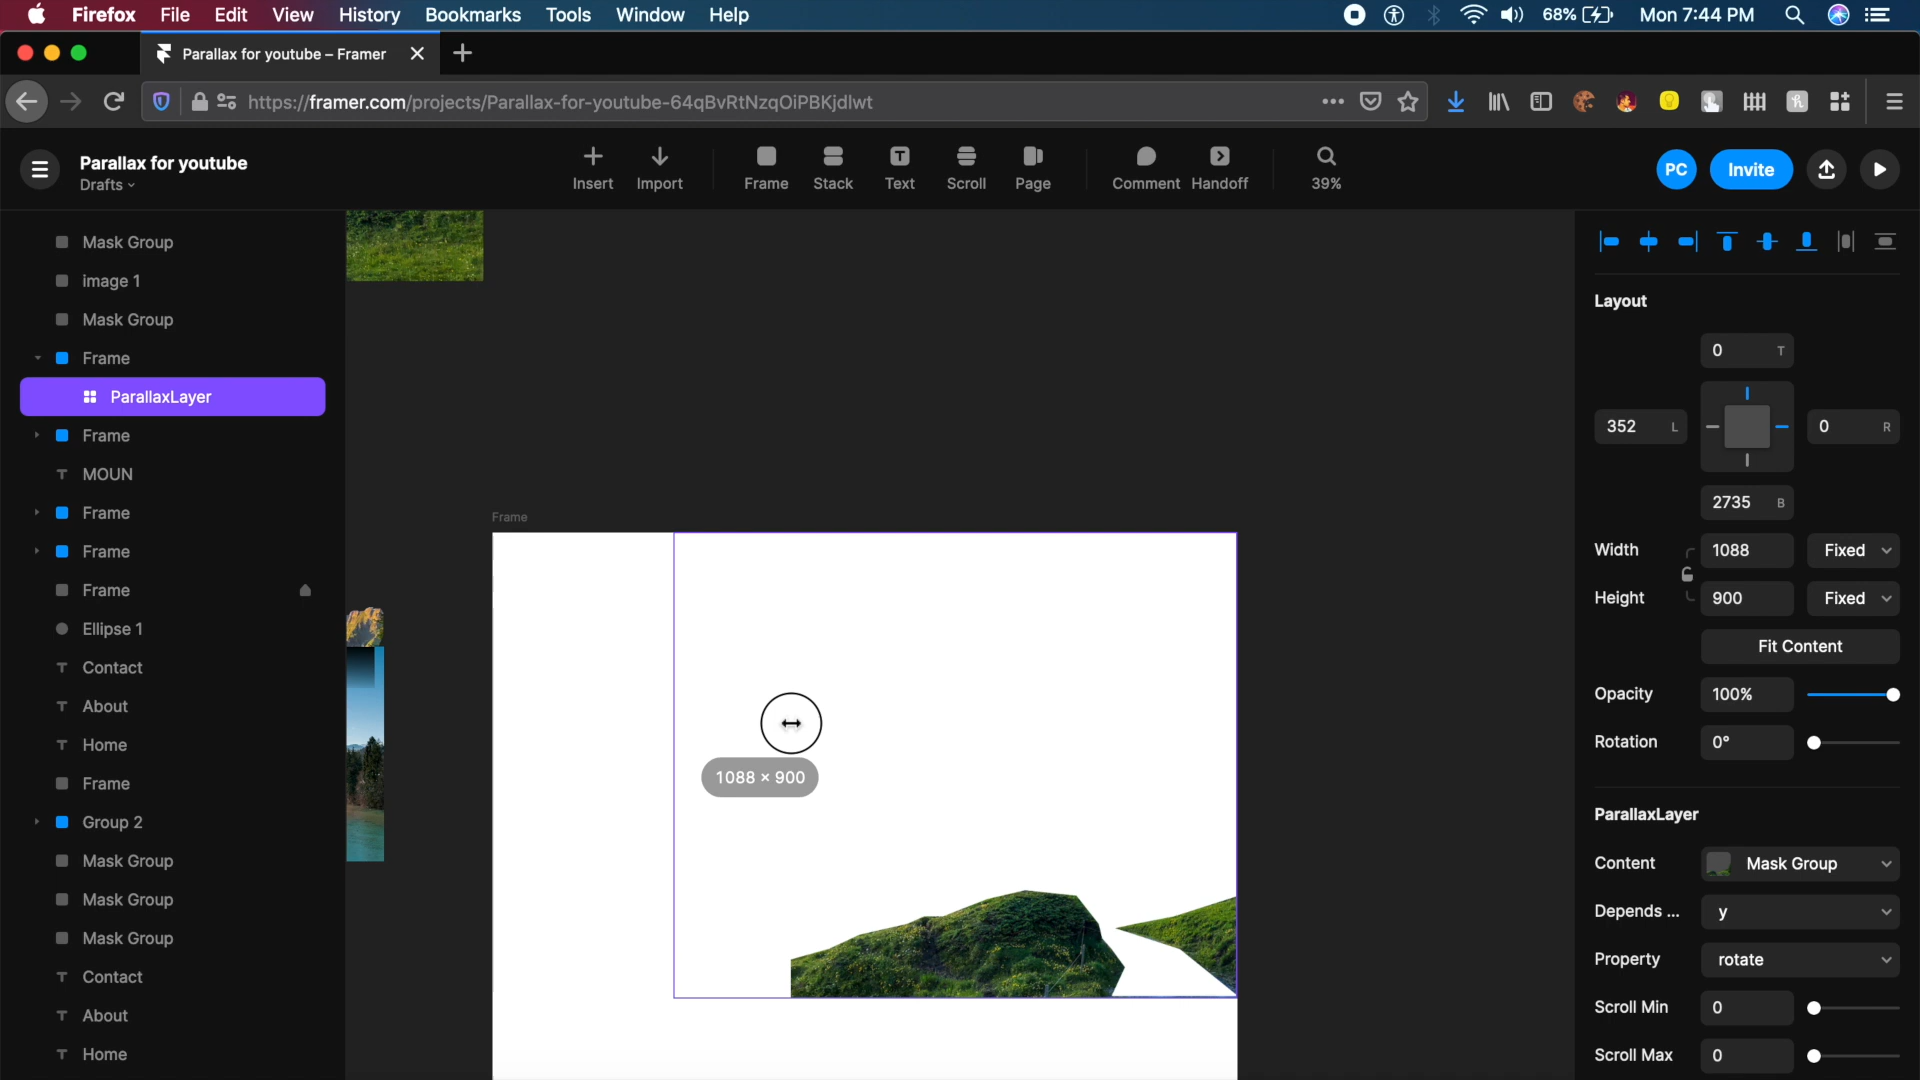 Firefox File Edit View History Bookmarks Tools Window Help 68% Mon 7:44 PM
Parallax for youtube – Framer
https://framer.com/projects/Parallax-for-youtube-64qBvRtNzqOiPBKjdlwt
Parallax for youtube
Drafts
Insert Import Frame Stack Text Scroll Page Comment Handoff 39%
PC Invite
Mask Group
image 1
Mask Group
Frame
ParallaxLayer
Frame
MOUN
Frame
Frame
Frame
Ellipse 1
Contact
About
Home
Frame
Group 2
Mask Group
Mask Group
Mask Group
Contact
About
Home
Frame
1088 × 900
Layout
0 T
352 L
0 R
2735 B
Width 1088 Fixed
Height 900 Fixed
Fit Content
Opacity 100%
Rotation 0°
ParallaxLayer
Content Mask Group
Depends ... y
Property rotate
Scroll Min 0
Scroll Max 0